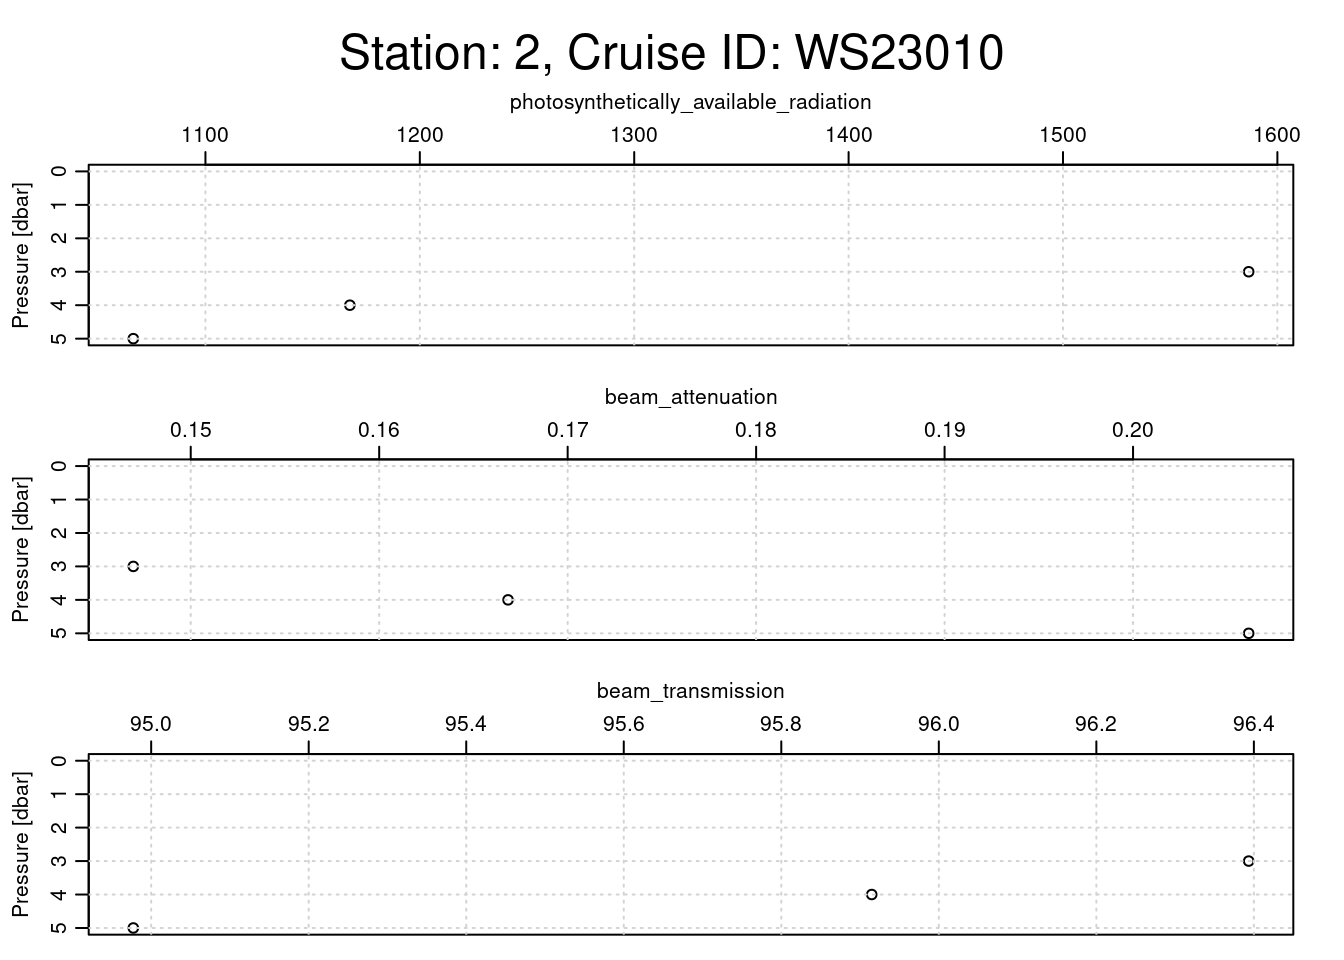 Station: 2, Cruise ID: WS23010
photosynthetically_available_radiation
1100 1200 1300 1400 1500 1600
Pressure [dbar]
0
1
2
3
4
5
beam_attenuation
0.15 0.16 0.17 0.18 0.19 0.20
Pressure [dbar]
0
1
2
3
4
5
beam_transmission
95.0 95.2 95.4 95.6 95.8 96.0 96.2 96.4
Pressure [dbar]
0
1
2
3
4
5